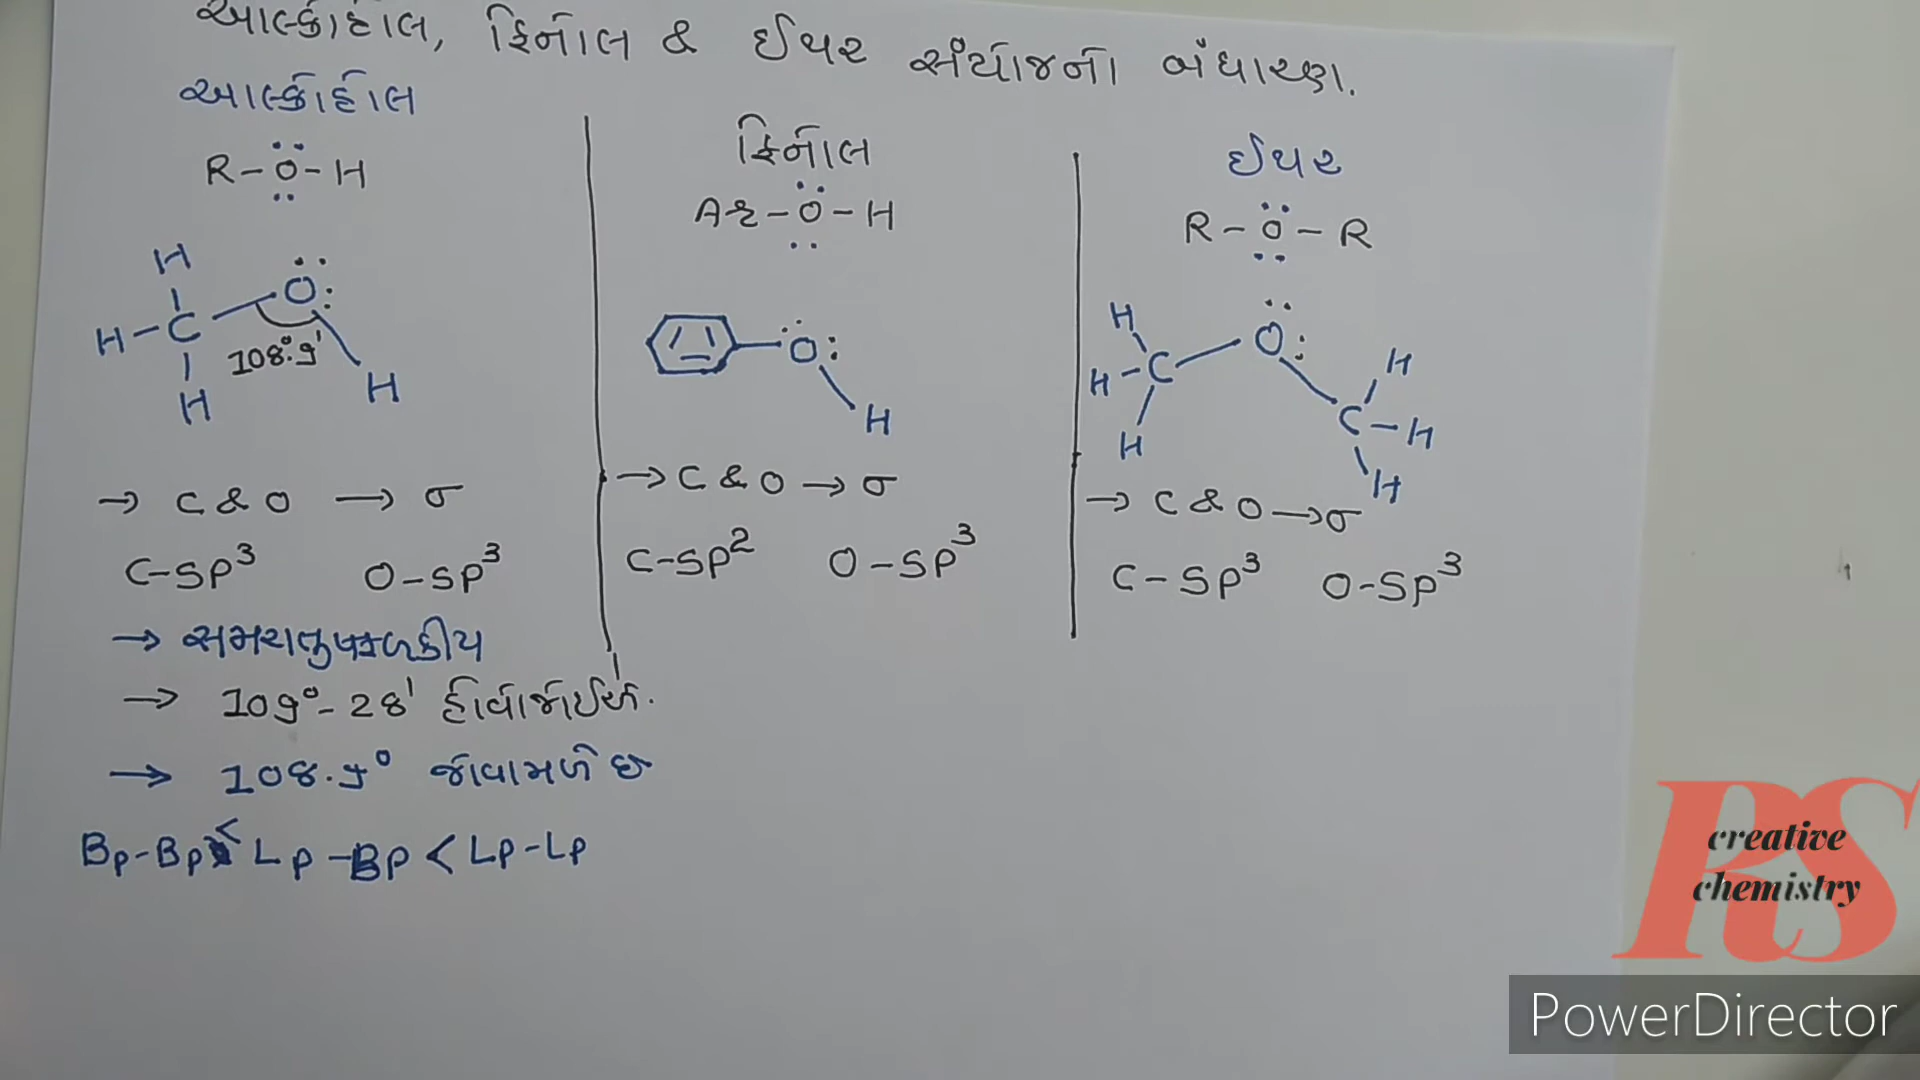 આલ્કોહોલ, ફિનોલ & ઈથર સંયોજનો બંધારણ.
આલ્કોહોલ
R-O-H
H
H-C-O:
H
H
108.9°
→ C & O → σ
C-SP³ O-SP³
→ સમચતુષ્ફલકીય
→ 109°-28' હોવો જોઈએ.
→ 108.9° જોવા મળે છે
Bp-Bp < Lp-Bp < Lp-Lp
ફિનોલ
Ar-O-H
O:
H
→ C & O → σ
C-SP² O-SP³
ઈથર
R-O-R
H
H-C-O:
H
C-H
H
H
→ C & O → σ
C-SP³ O-SP³
RS
creative
chemistry
PowerDirector